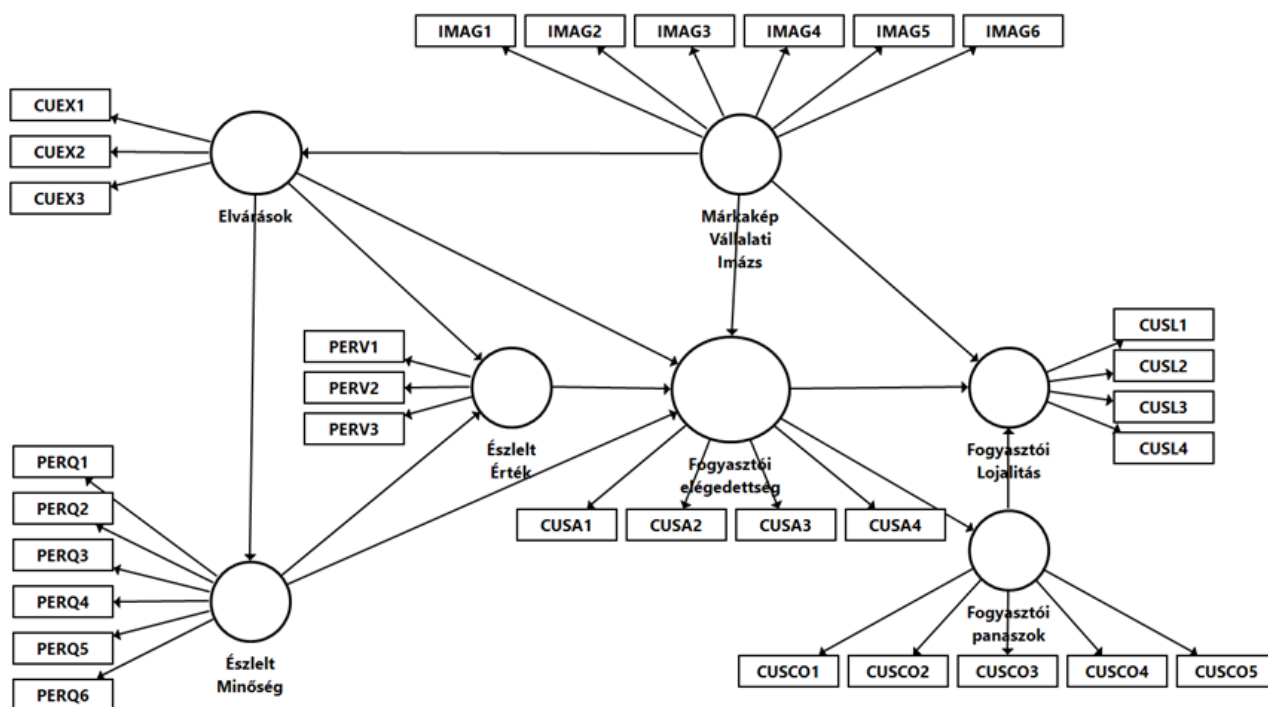 IMAG1
IMAG2
IMAG3
IMAG4
IMAG5
IMAG6
CUEX1
CUEX2
CUEX3
Elvárások
Márkakép
Vállalati
Imázs
PERV1
PERV2
PERV3
Észlelt
Érték
Fogyasztói
elégedettség
CUSA1
CUSA2
CUSA3
CUSA4
CUSL1
CUSL2
CUSL3
CUSL4
Fogyasztói
Lojalitás
PERQ1
PERQ2
PERQ3
PERQ4
PERQ5
PERQ6
Észlelt
Minőség
Fogyasztói
panaszok
CUSCO1
CUSCO2
CUSCO3
CUSCO4
CUSCO5